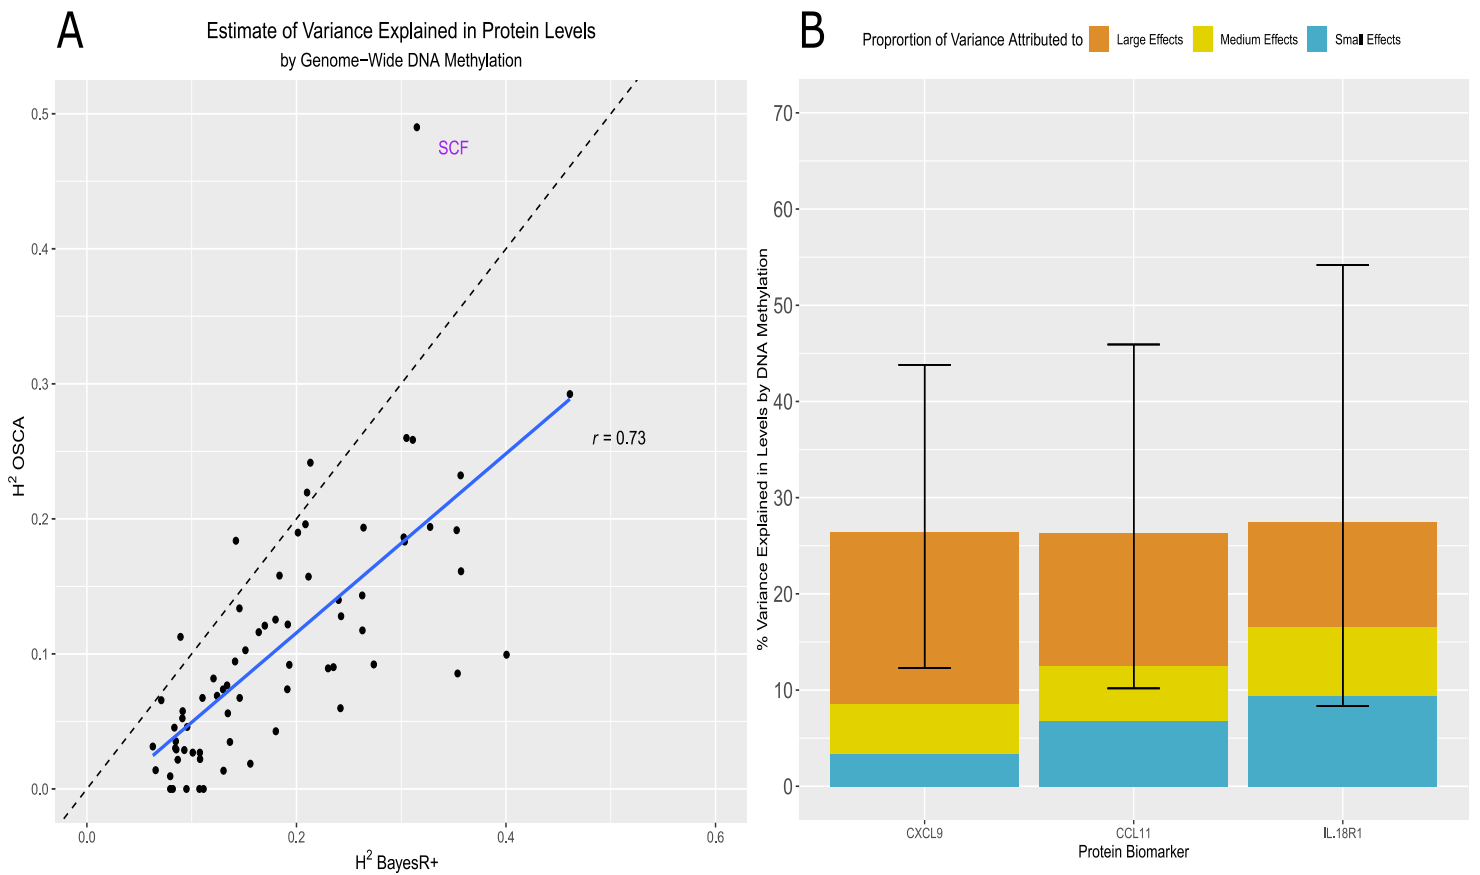 A
Estimate of Variance Explained in Protein Levels
by Genome-Wide DNA Methylation
0.5
0.4
0.3
0.2
0.1
0.0
H² OSCA
SCF
r = 0.73
0.0 0.2 0.4 0.6
H² BayesR+
B
Proprortion of Variance Attributed to Large Effects Medium Effects Small Effects
70
60
50
40
30
20
10
0
% Variance Explained in Levels by DNA Methylation
CXCL9 CCL11 IL.18R1
Protein Biomarker